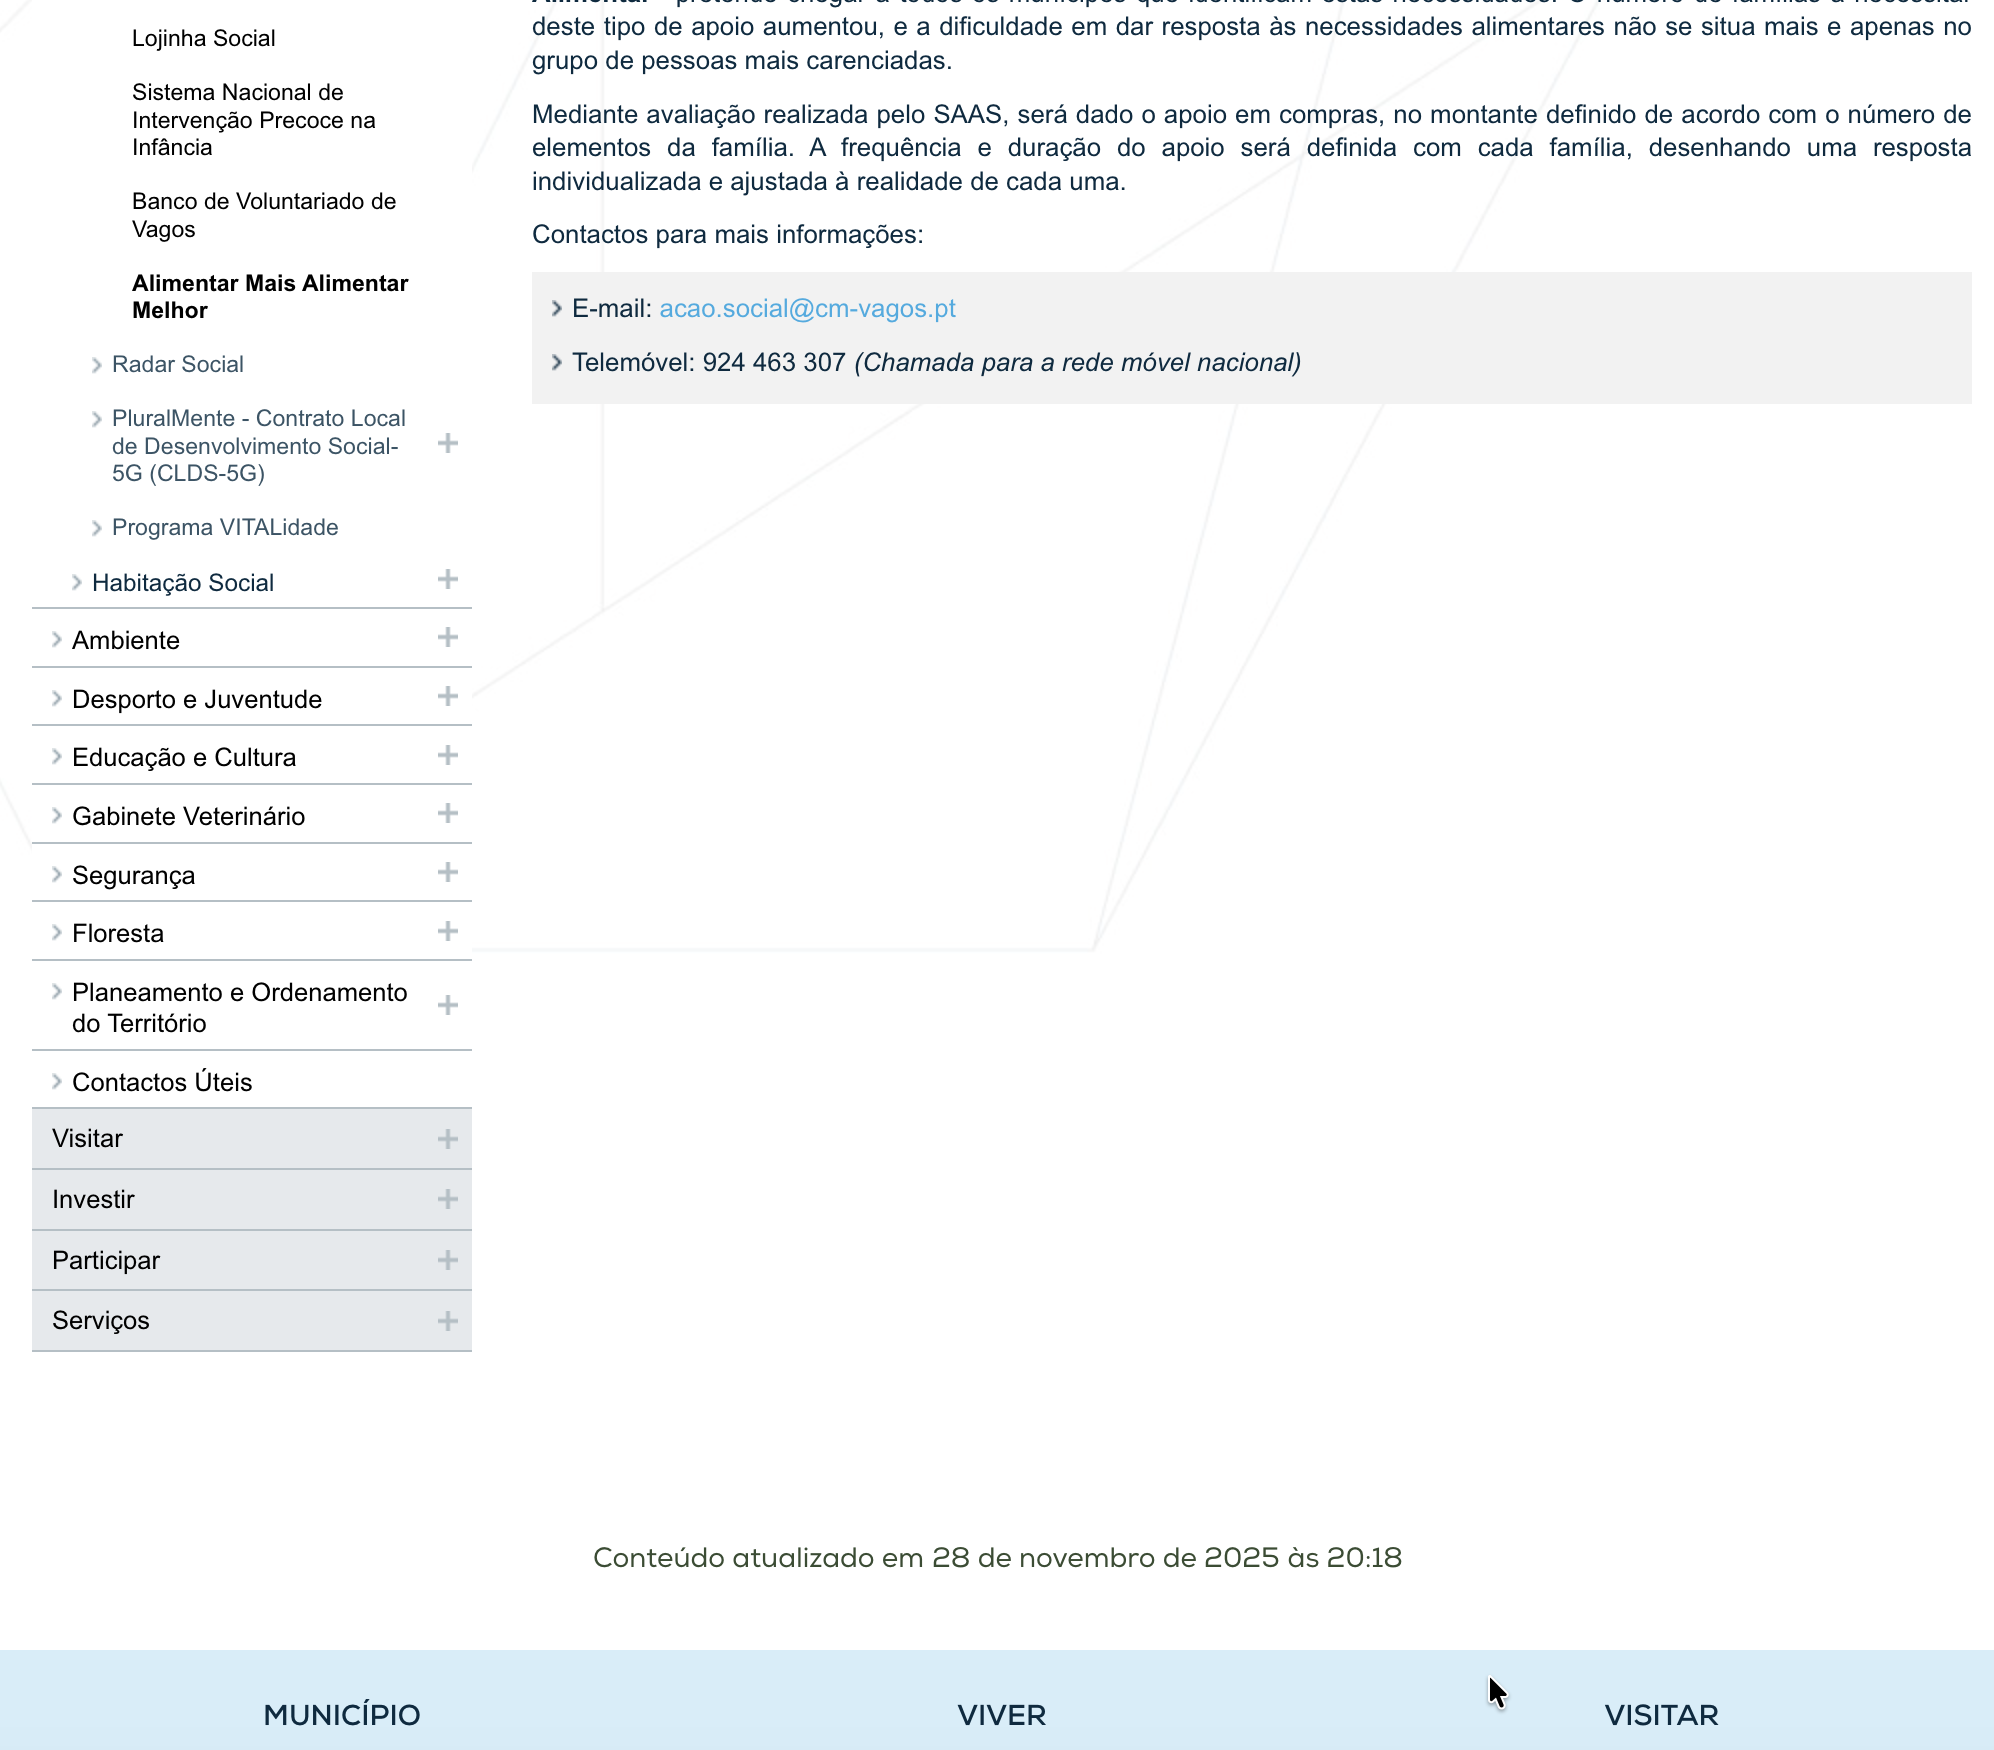 Lojinha Social
Sistema Nacional de
Intervenção Precoce na
Infância
Banco de Voluntariado de
Vagos
Alimentar Mais Alimentar
Melhor
Radar Social
PluralMente - Contrato Local
de Desenvolvimento Social-
5G (CLDS-5G)
Programa VITALidade
Habitação Social
Ambiente
Desporto e Juventude
Educação e Cultura
Gabinete Veterinário
Segurança
Floresta
Planeamento e Ordenamento
do Território
Contactos Úteis
Visitar
Investir
Participar
Serviços
deste tipo de apoio aumentou, e a dificuldade em dar resposta às necessidades alimentares não se situa mais e apenas no
grupo de pessoas mais carenciadas.
Mediante avaliação realizada pelo SAAS, será dado o apoio em compras, no montante definido de acordo com o número de
elementos da família. A frequência e duração do apoio será definida com cada família, desenhando uma resposta
individualizada e ajustada à realidade de cada uma.
Contactos para mais informações:
E-mail: acao.social@cm-vagos.pt
Telemóvel: 924 463 307 (Chamada para a rede móvel nacional)
Conteúdo atualizado em 28 de novembro de 2025 às 20:18
MUNICÍPIO
VIVER
VISITAR